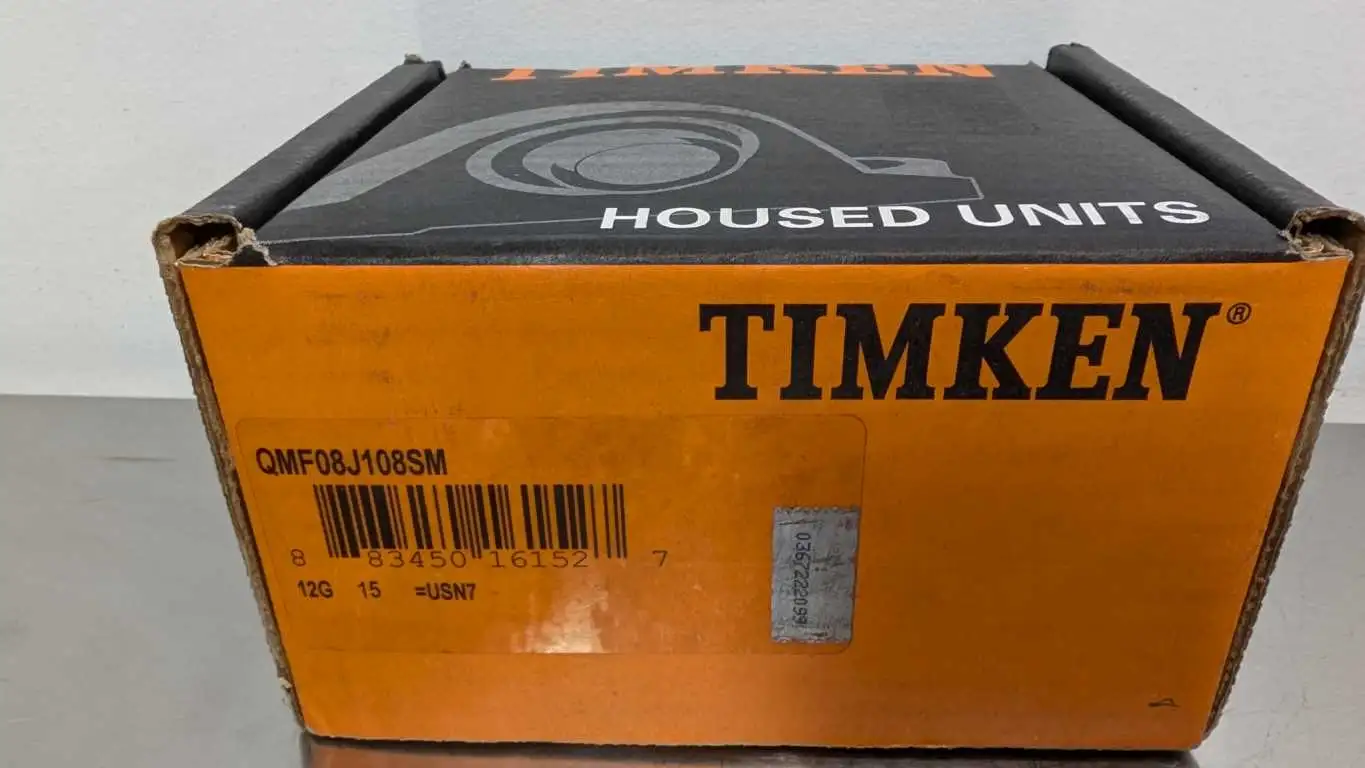 TIMKEN
HOUSED UNITS
TIMKEN®
QMF08J108SM
8 83450 16152 7
12G 15 =USN7
0367222099